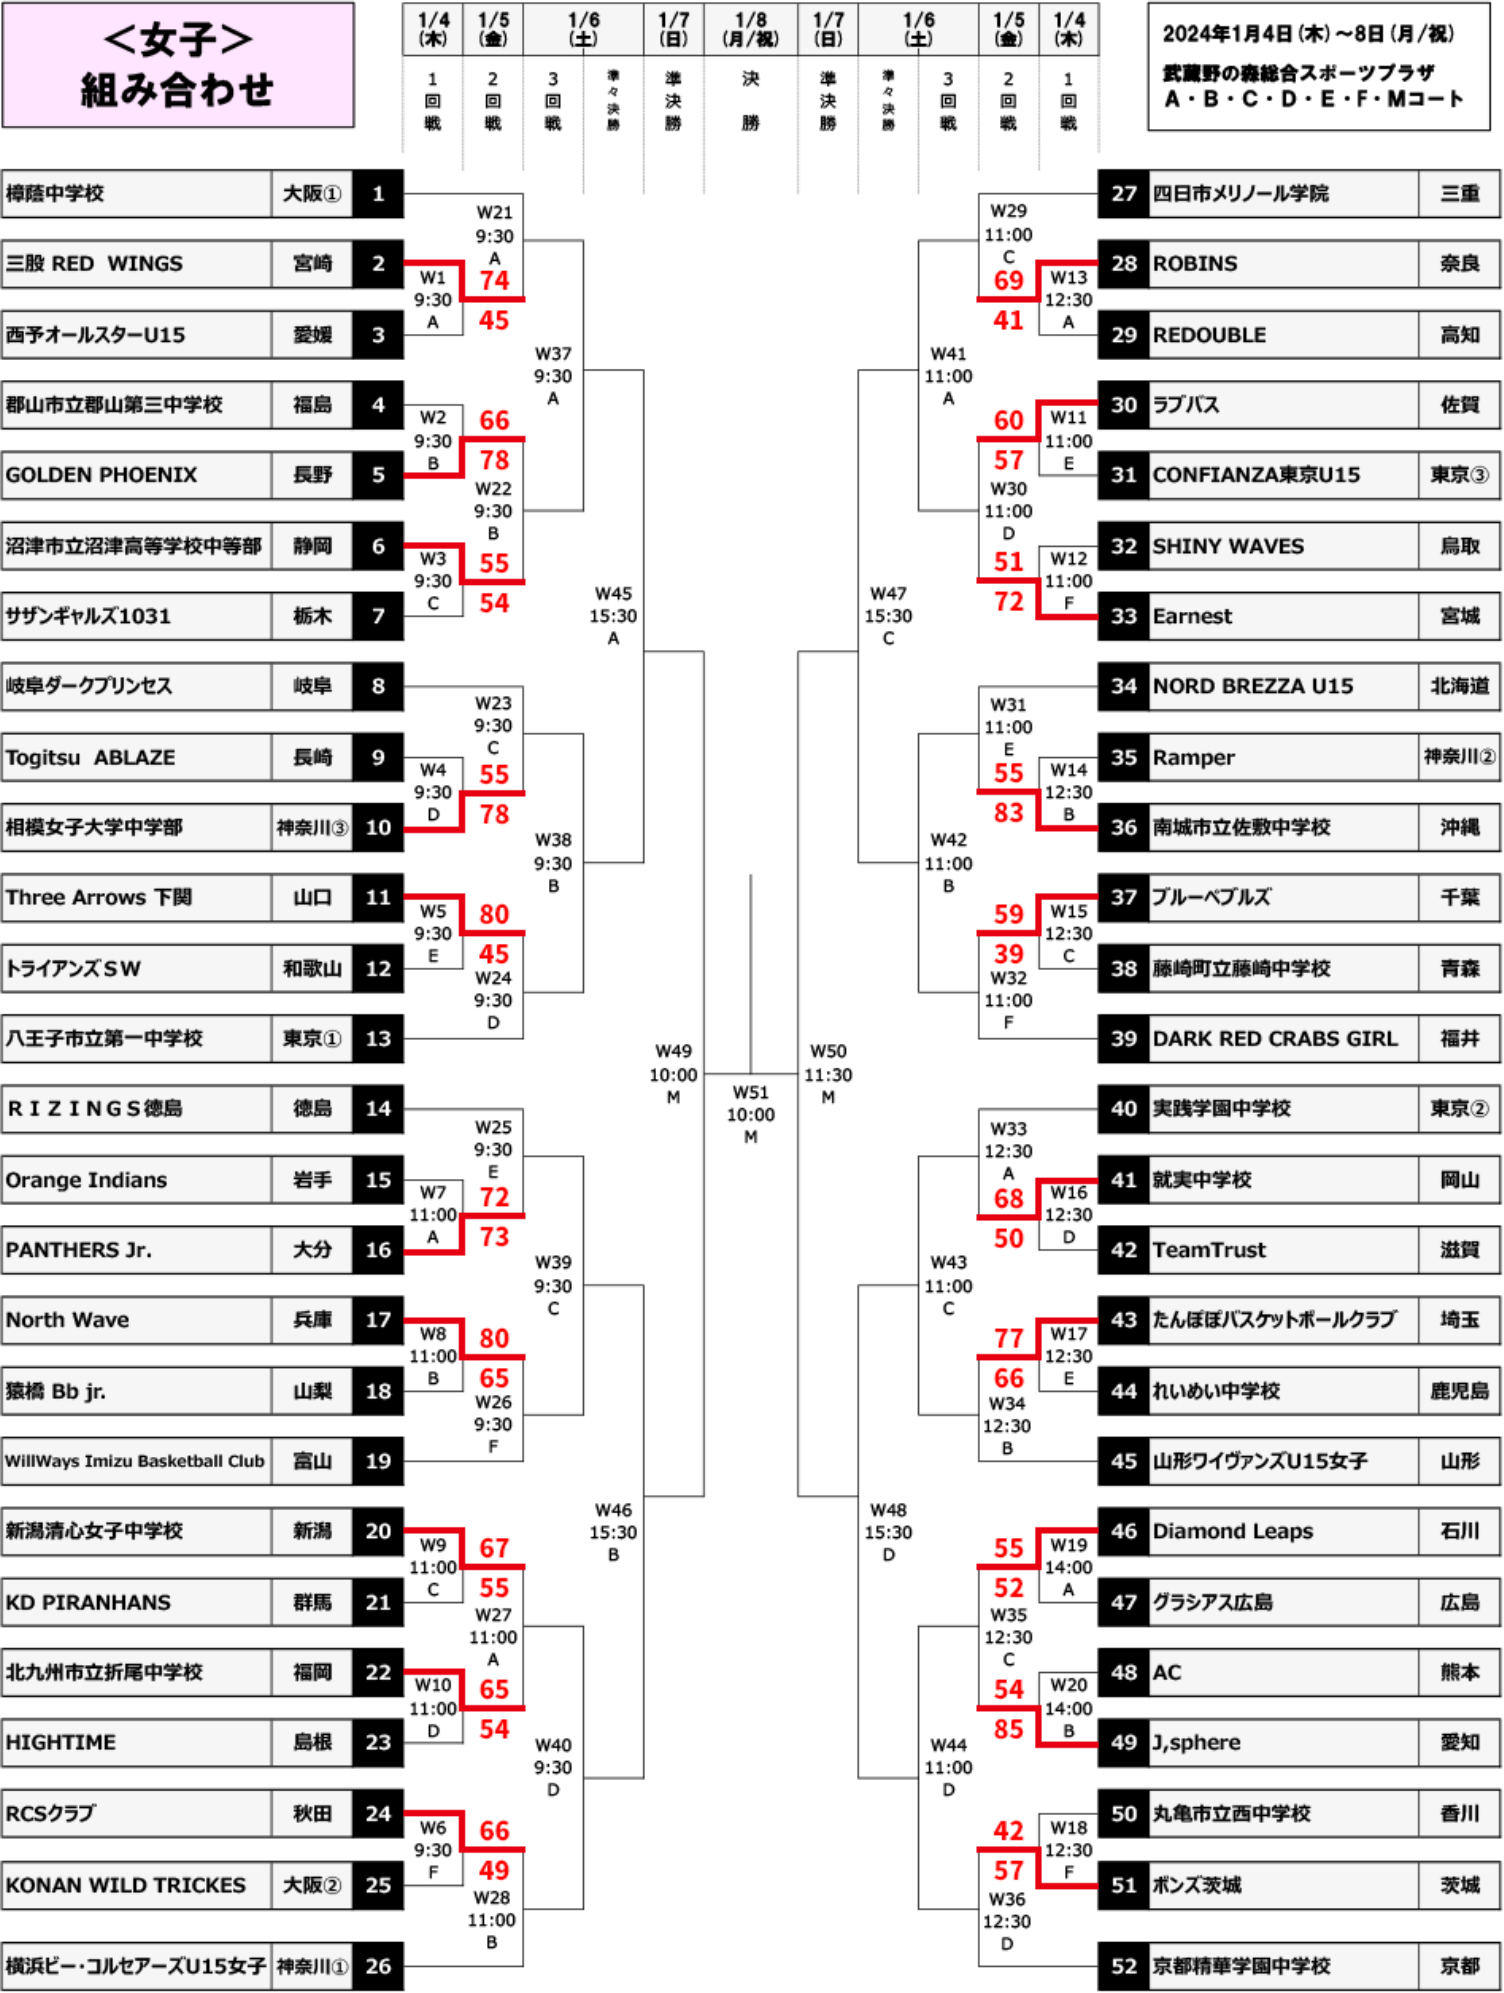 ＜女子＞
組み合わせ
1/4 1/5 1/6 1/7 1/8 1/7 1/6 1/5 1/4
(木) (金) (土) (日) (月/祝) (日) (土) (金) (木)
1回戦 2回戦 3回戦 準々決勝 準決勝 決勝 準決勝 準々決勝 3回戦 2回戦 1回戦
2024年1月4日(木)～8日(月/祝)
武蔵野の森総合スポーツプラザ
A・B・C・D・E・F・Mコート
樟蔭中学校 大阪① 1
三股 RED WINGS 宮崎 2
西予オールスターU15 愛媛 3
郡山市立郡山第三中学校 福島 4
GOLDEN PHOENIX 長野 5
沼津市立沼津高等学校中等部 静岡 6
サザンギャルズ1031 栃木 7
岐阜ダークプリンセス 岐阜 8
Togitsu ABLAZE 長崎 9
相模女子大学中学部 神奈川③ 10
Three Arrows 下関 山口 11
トライアンズＳＷ 和歌山 12
八王子市立第一中学校 東京① 13
ＲＩＺＩＮＧＳ徳島 徳島 14
Orange Indians 岩手 15
PANTHERS Jr. 大分 16
North Wave 兵庫 17
猿橋 Bb jr. 山梨 18
WillWays Imizu Basketball Club 富山 19
新潟清心女子中学校 新潟 20
KD PIRANHANS 群馬 21
北九州市立折尾中学校 福岡 22
HIGHTIME 島根 23
RCSクラブ 秋田 24
KONAN WILD TRICKES 大阪② 25
横浜ビー・コルセアーズU15女子 神奈川① 26
W1 9:30 A 74 45
W2 9:30 B 66 78
W3 9:30 C 55 54
W4 9:30 D 55 78
W5 9:30 E 80 45
W7 11:00 A 72 73
W8 11:00 B 80 65
W9 11:00 C 67 55
W10 11:00 D 65 54
W6 9:30 F 66 49
W21 9:30 A
W22 9:30 B
W23 9:30 C
W24 9:30 D
W25 9:30 E
W26 9:30 F
W27 11:00 A
W28 11:00 B
W37 9:30 A
W38 9:30 B
W39 9:30 C
W40 9:30 D
W45 15:30 A
W46 15:30 B
W49 10:00 M
W51 10:00 M
W50 11:30 M
W47 15:30 C
W48 15:30 D
W41 11:00 A
W42 11:00 B
W43 11:00 C
W44 11:00 D
W29 11:00 C
W30 11:00 D
W31 11:00 E
W32 11:00 F
W33 12:30 A
W34 12:30 B
W35 12:30 C
W36 12:30 D
69 41 W13 12:30 A
60 57 W11 11:00 E
51 72 W12 11:00 F
55 83 W14 12:30 B
59 39 W15 12:30 C
68 50 W16 12:30 D
77 66 W17 12:30 E
55 52 W19 14:00 A
54 85 W20 14:00 B
42 57 W18 12:30 F
27 四日市メリノール学院 三重
28 ROBINS 奈良
29 REDOUBLE 高知
30 ラブバス 佐賀
31 CONFIANZA東京U15 東京③
32 SHINY WAVES 鳥取
33 Earnest 宮城
34 NORD BREZZA U15 北海道
35 Ramper 神奈川②
36 南城市立佐敷中学校 沖縄
37 ブルーペブルズ 千葉
38 藤崎町立藤崎中学校 青森
39 DARK RED CRABS GIRL 福井
40 実践学園中学校 東京②
41 就実中学校 岡山
42 TeamTrust 滋賀
43 たんぽぽバスケットボールクラブ 埼玉
44 れいめい中学校 鹿児島
45 山形ワイヴァンズU15女子 山形
46 Diamond Leaps 石川
47 グラシアス広島 広島
48 AC 熊本
49 J,sphere 愛知
50 丸亀市立西中学校 香川
51 ボンズ茨城 茨城
52 京都精華学園中学校 京都